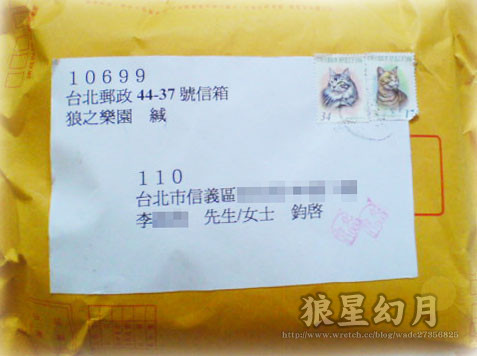 10699
台北郵政 44-37 號信箱
狼之樂園 緘
34
17
110
台北市信義區
李 先生/女士 鈞啓
狼星幻月
http://www.wretch.cc/blog/wade27356825